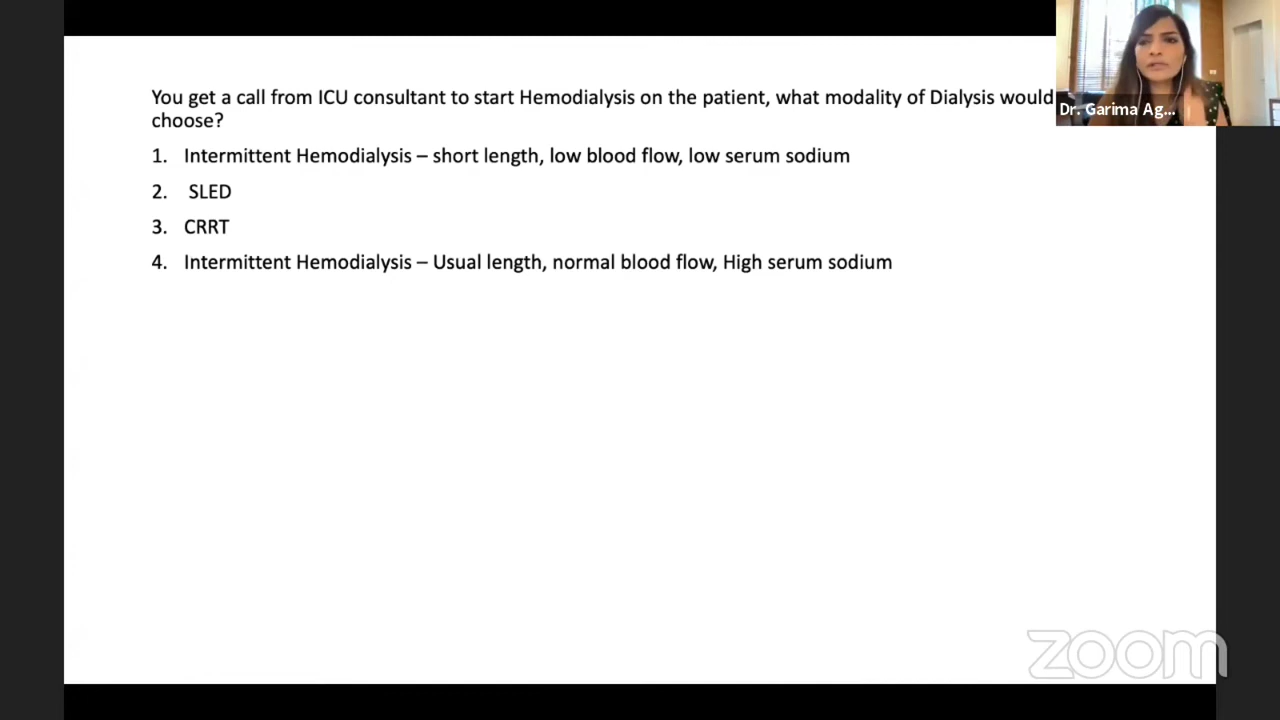 You get a call from ICU consultant to start Hemodialysis on the patient, what modality of Dialysis would
choose?
1. Intermittent Hemodialysis – short length, low blood flow, low serum sodium
2. SLED
3. CRRT
4. Intermittent Hemodialysis – Usual length, normal blood flow, High serum sodium
Dr. Garima Ag...
zoom